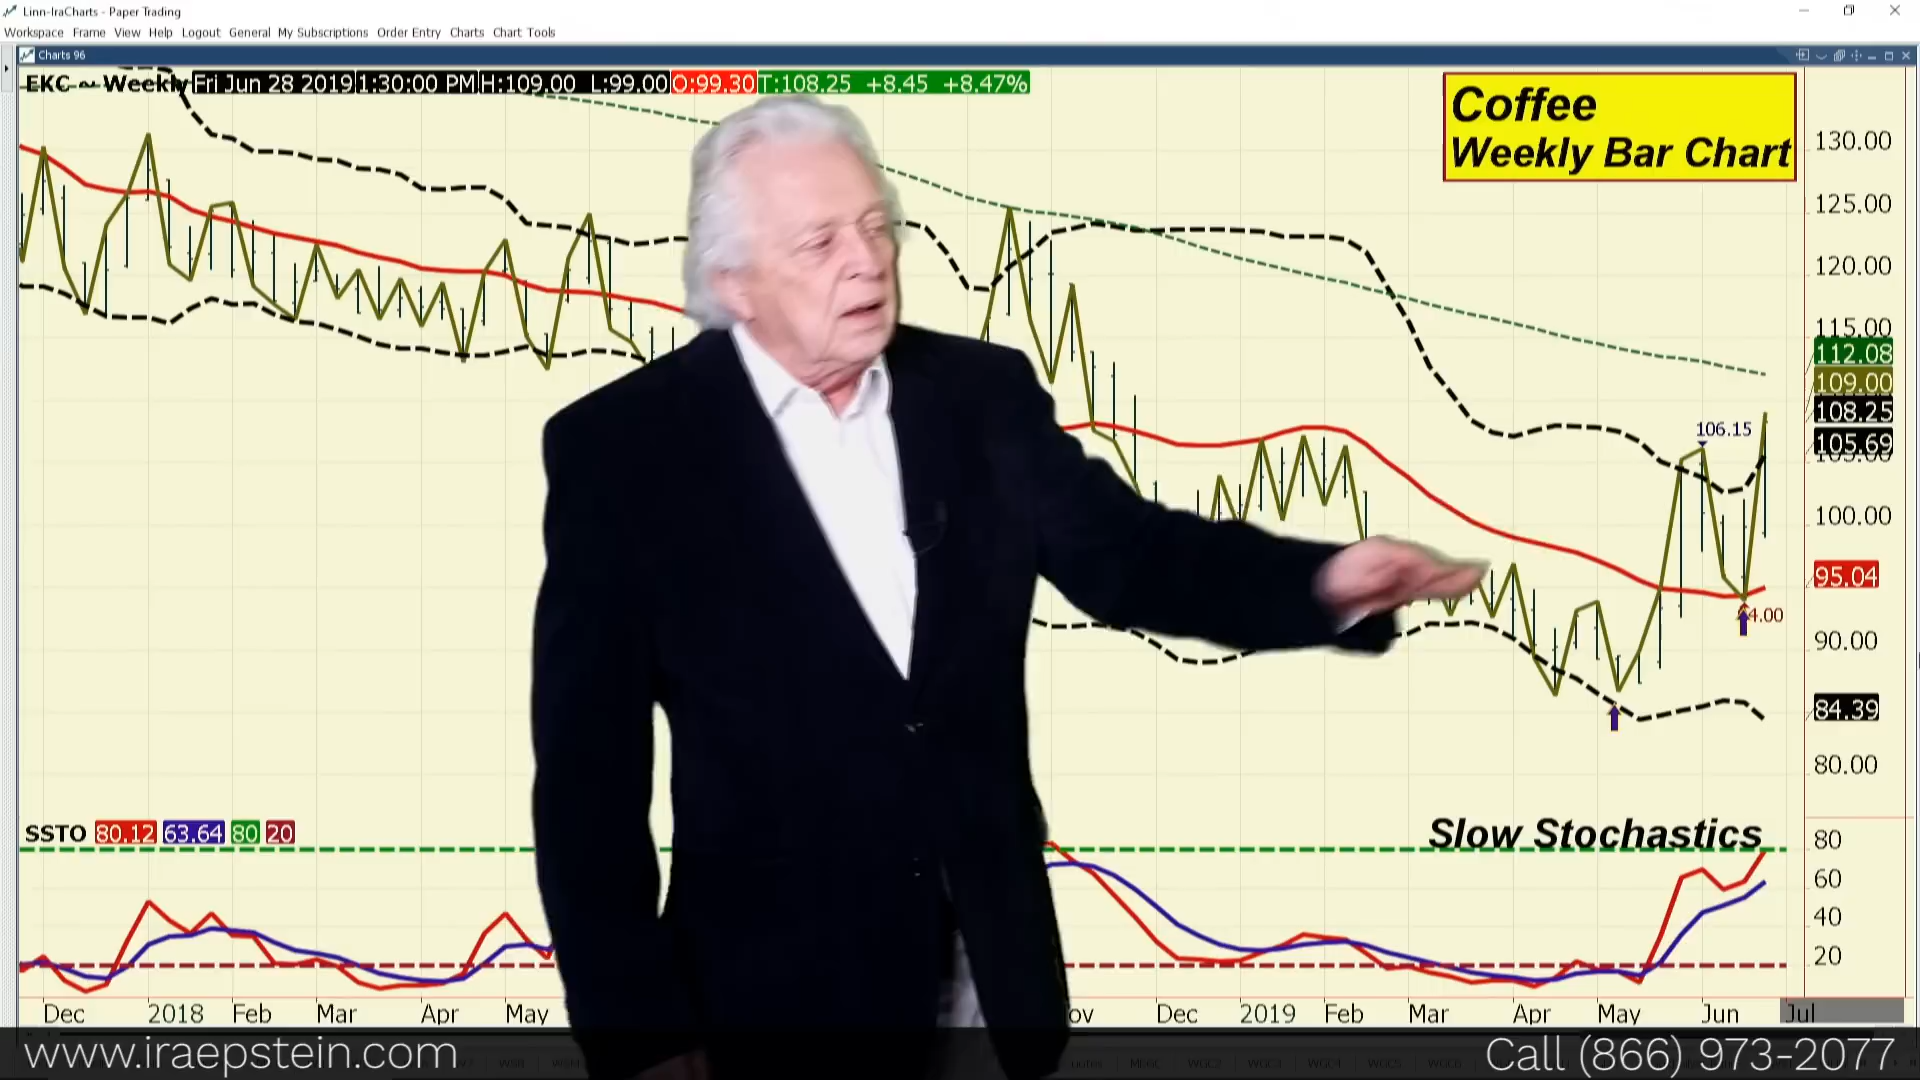 Linn-IraCharts - Paper Trading
Workspace Frame View Help Logout General My Subscriptions Order Entry Charts Chart Tools
Charts 96
EKC ~ Weekly Fri Jun 28 2019 1:30:00 PM H:109.00 L:99.00 O:99.30 T:108.25 +8.45 +8.47%
Coffee
Weekly Bar Chart
130.00
125.00
120.00
115.00
112.08
109.00
108.25
106.15
105.69
100.00
95.04
4.00
90.00
84.39
80.00
SSTO 80.12 63.64 80 20
Slow Stochastics
80
60
40
20
Dec 2018 Feb Mar Apr May ov Dec 2019 Feb Mar Apr May Jun Jul
www.iraepstein.com
Call (866) 973-2077